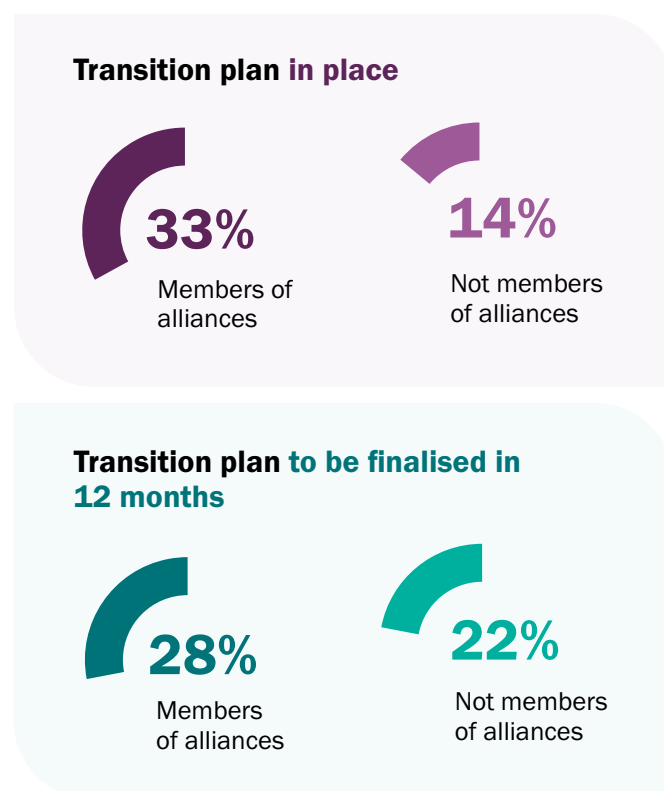 Transition plan in place
33%
Members of
alliances
14%
Not members
of alliances
Transition plan to be finalised in
12 months
28%
Members
of alliances
22%
Not members
of alliances